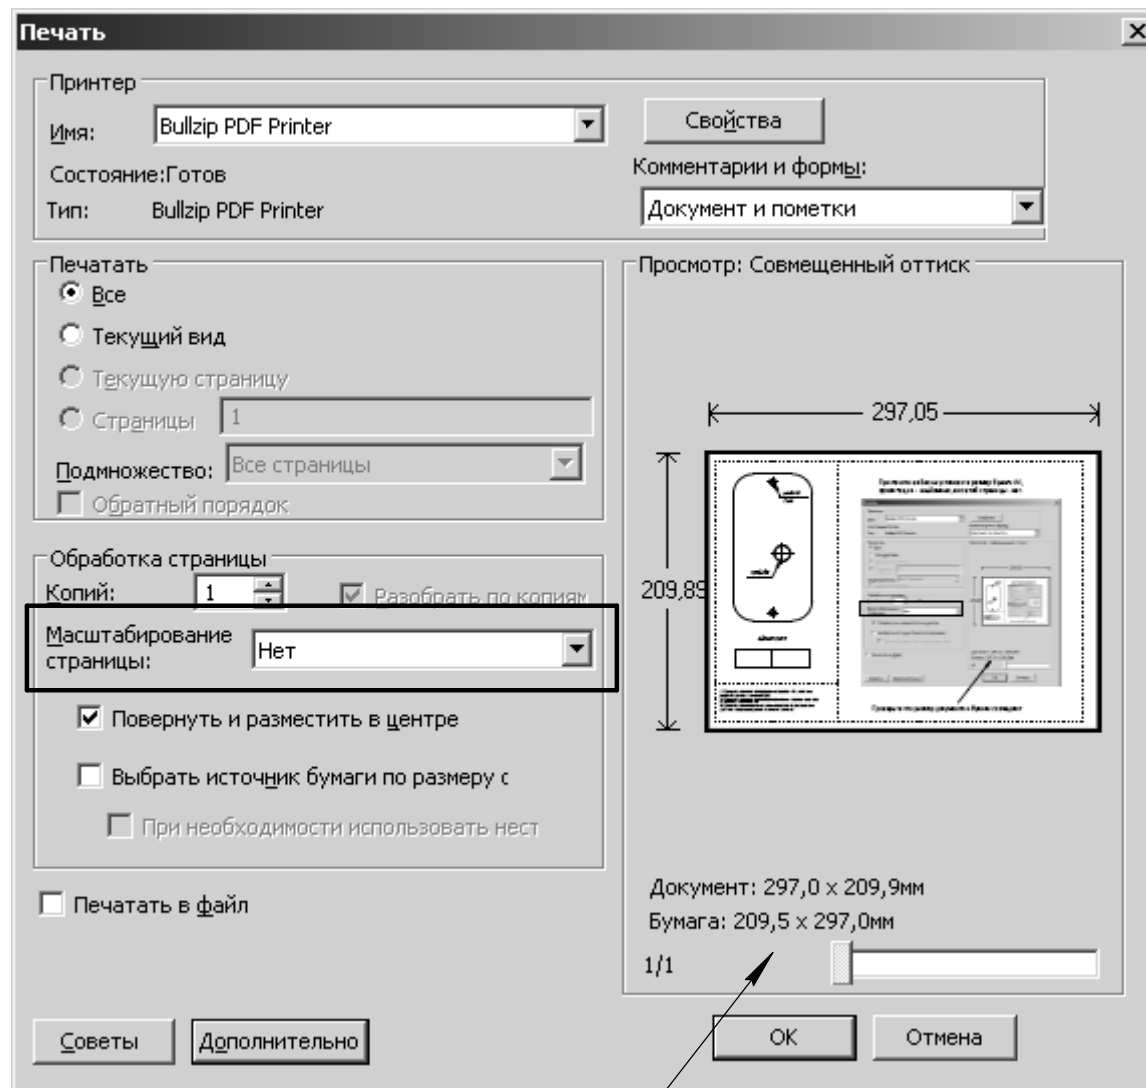 Печать
Принтер
Имя: Bullzip PDF Printer Свойства
Состояние:Готов Комментарии и формы:
Тип: Bullzip PDF Printer Документ и пометки
Печатать
Все
Текущий вид
Текущую страницу
Страницы 1
Подмножество: Все страницы
Обратный порядок
Обработка страницы
Копий: 1 Разобрать по копиям
Масштабирование
страницы: Нет
Повернуть и разместить в центре
Выбрать источник бумаги по размеру с
При необходимости использовать нест
Печатать в файл
Советы Дополнительно
Просмотр: Совмещенный оттиск
297,05
209,89
Документ: 297,0 x 209,9мм
Бумага: 209,5 x 297,0мм
1/1
OK Отмена